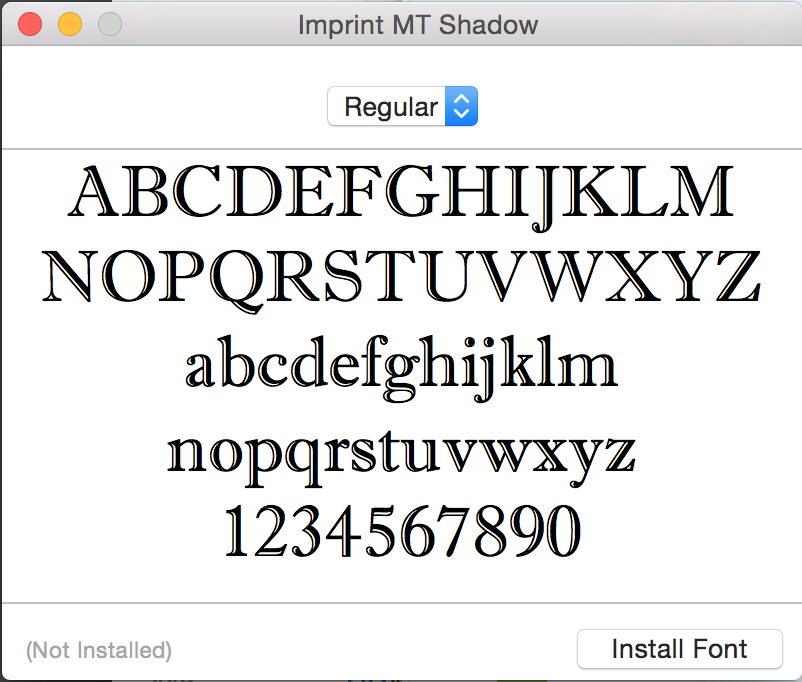 Imprint MT Shadow
Regular
ABCDEFGHIJKLM
NOPQRSTUVWXYZ
abcdefghijklm
nopqrstuvwxyz
1234567890
(Not Installed)
Install Font